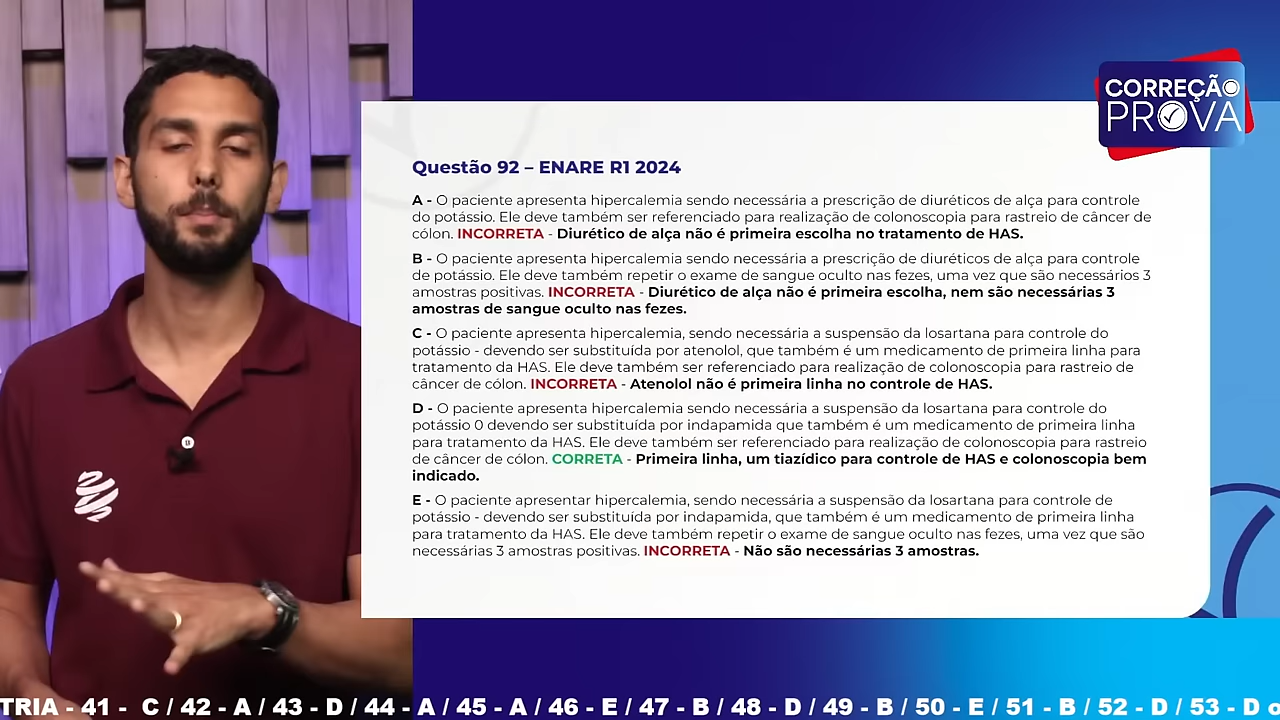 CORREÇÃO
PROVA
Questão 92 – ENARE R1 2024
A - O paciente apresenta hipercalemia sendo necessária a prescrição de diuréticos de alça para controle
do potássio. Ele deve também ser referenciado para realização de colonoscopia para rastreio de câncer de
cólon. INCORRETA - Diurético de alça não é primeira escolha no tratamento de HAS.
B - O paciente apresenta hipercalemia sendo necessária a prescrição de diuréticos de alça para controle
de potássio. Ele deve também repetir o exame de sangue oculto nas fezes, uma vez que são necessários 3
amostras positivas. INCORRETA - Diurético de alça não é primeira escolha, nem são necessárias 3
amostras de sangue oculto nas fezes.
C - O paciente apresenta hipercalemia, sendo necessária a suspensão da losartana para controle do
potássio - devendo ser substituída por atenolol, que também é um medicamento de primeira linha para
tratamento da HAS. Ele deve também ser referenciado para realização de colonoscopia para rastreio de
câncer de cólon. INCORRETA - Atenolol não é primeira linha no controle de HAS.
D - O paciente apresenta hipercalemia sendo necessária a suspensão da losartana para controle do
potássio 0 devendo ser substituída por indapamida que também é um medicamento de primeira linha
para tratamento da HAS. Ele deve também ser referenciado para realização de colonoscopia para rastreio
de câncer de cólon. CORRETA - Primeira linha, um tiazídico para controle de HAS e colonoscopia bem
indicado.
E - O paciente apresentar hipercalemia, sendo necessária a suspensão da losartana para controle de
potássio - devendo ser substituída por indapamida, que também é um medicamento de primeira linha
para tratamento da HAS. Ele deve também repetir o exame de sangue oculto nas fezes, uma vez que são
necessárias 3 amostras positivas. INCORRETA - Não são necessárias 3 amostras.
TRIA - 41 - C / 42 - A / 43 - D / 44 - A / 45 - A / 46 - E / 47 - B / 48 - D / 49 - B / 50 - E / 51 - B / 52 - D / 53 - D